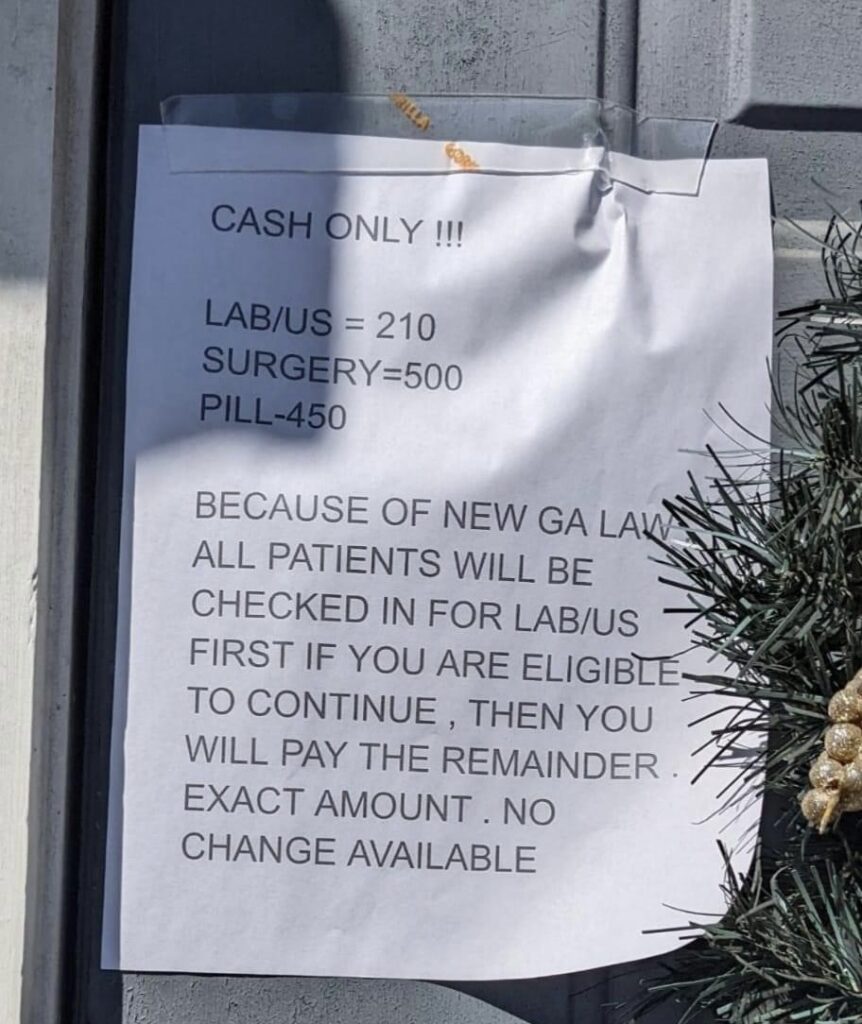 GORILLA
CASH ONLY !!!
LAB/US = 210
SURGERY=500
PILL-450
BECAUSE OF NEW GA LAW
ALL PATIENTS WILL BE
CHECKED IN FOR LAB/US
FIRST IF YOU ARE ELIGIBLE
TO CONTINUE , THEN YOU
WILL PAY THE REMAINDER .
EXACT AMOUNT . NO
CHANGE AVAILABLE